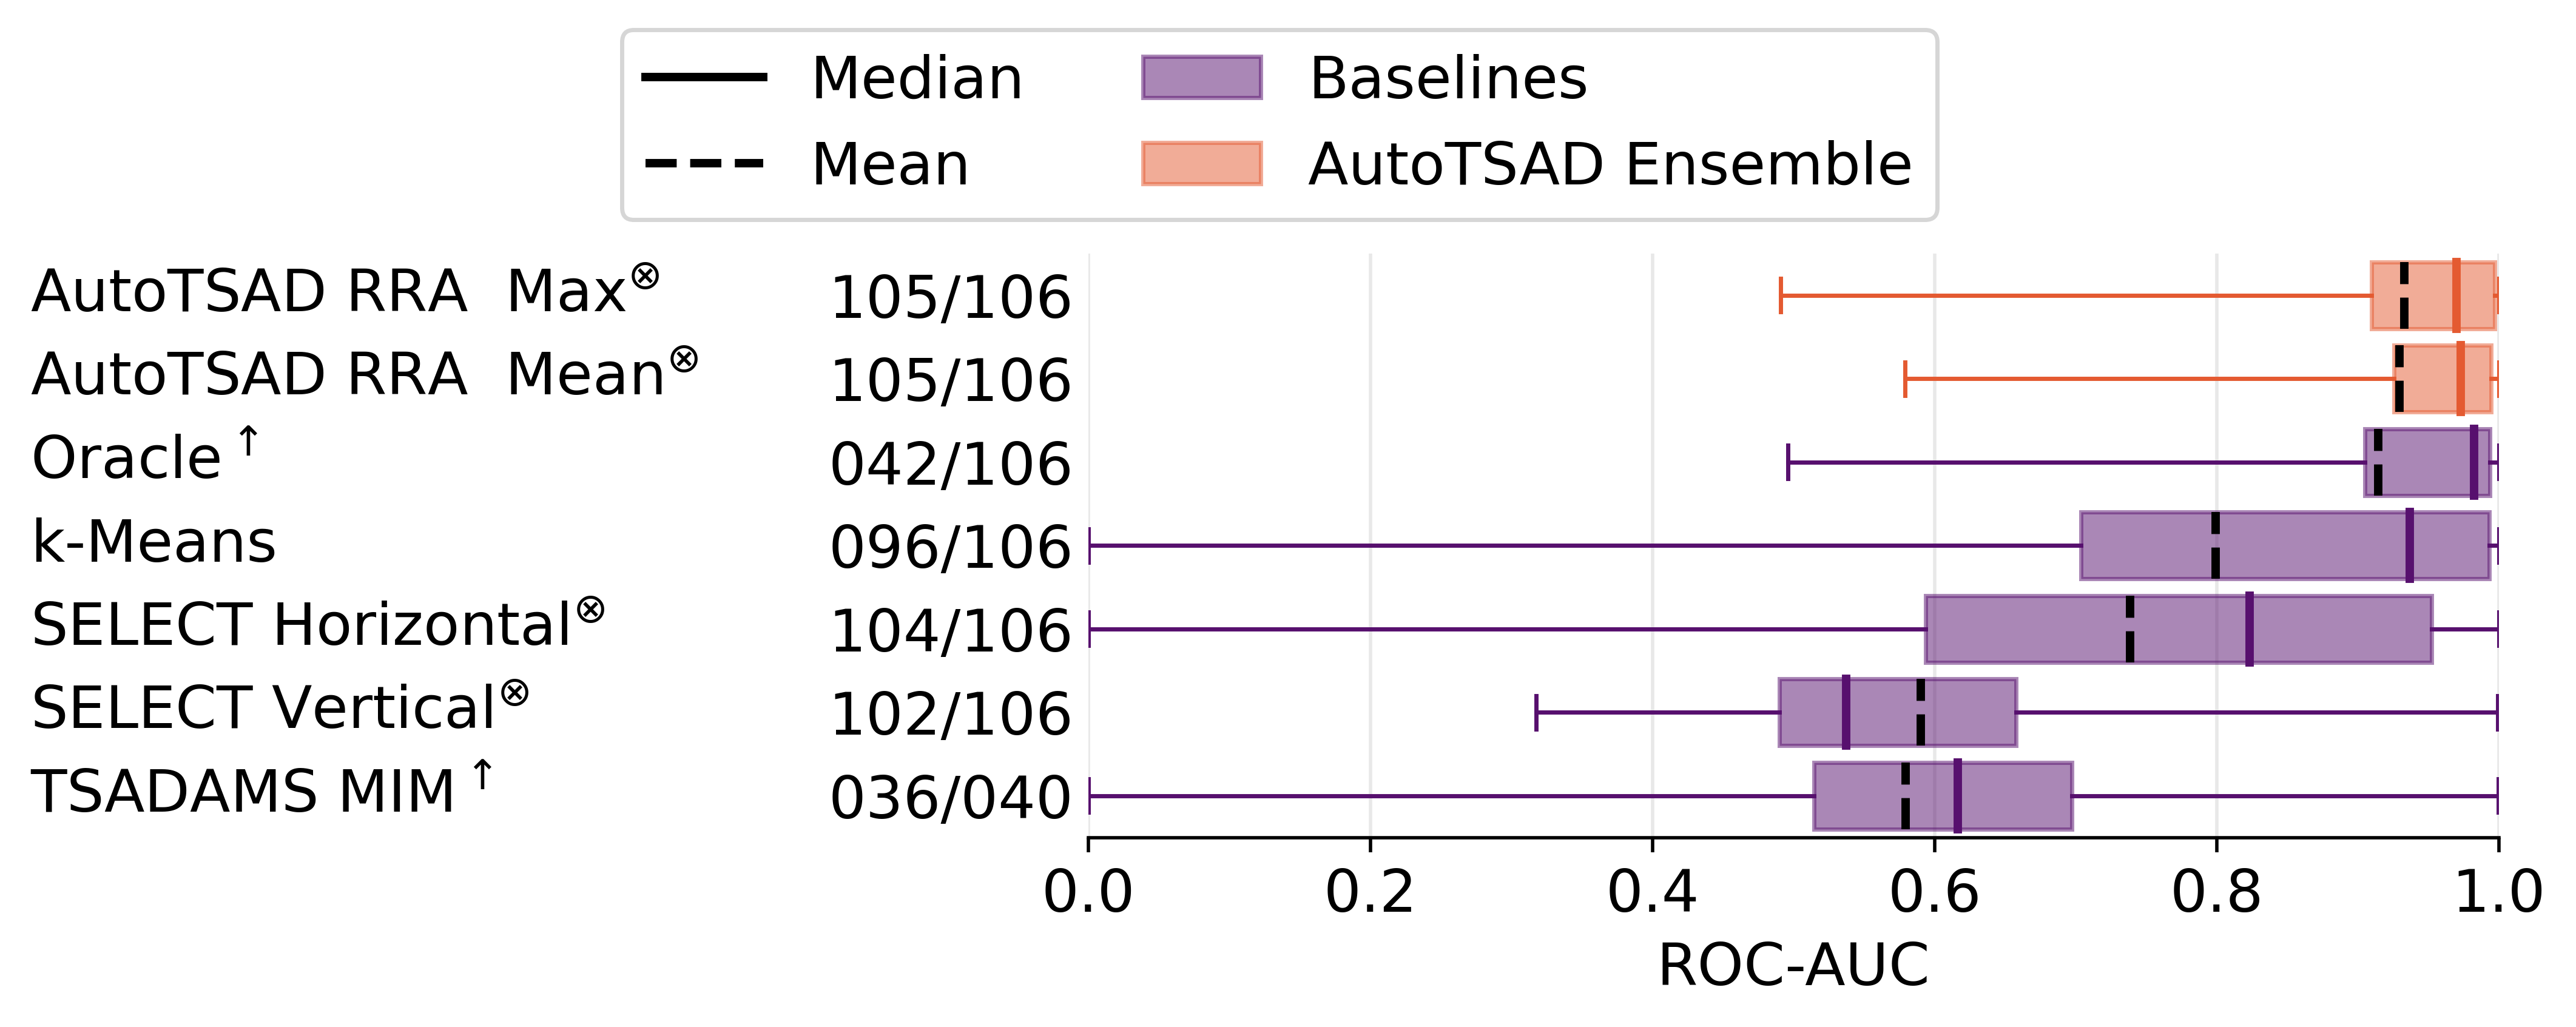 Median
Baselines
Mean
AutoTSAD Ensemble
AutoTSAD RRA Max⊗ 105/106
AutoTSAD RRA Mean⊗ 105/106
Oracle ↑ 042/106
k-Means 096/106
SELECT Horizontal⊗ 104/106
SELECT Vertical⊗ 102/106
TSADAMS MIM ↑ 036/040
0.0 0.2 0.4 0.6 0.8 1.0
ROC-AUC